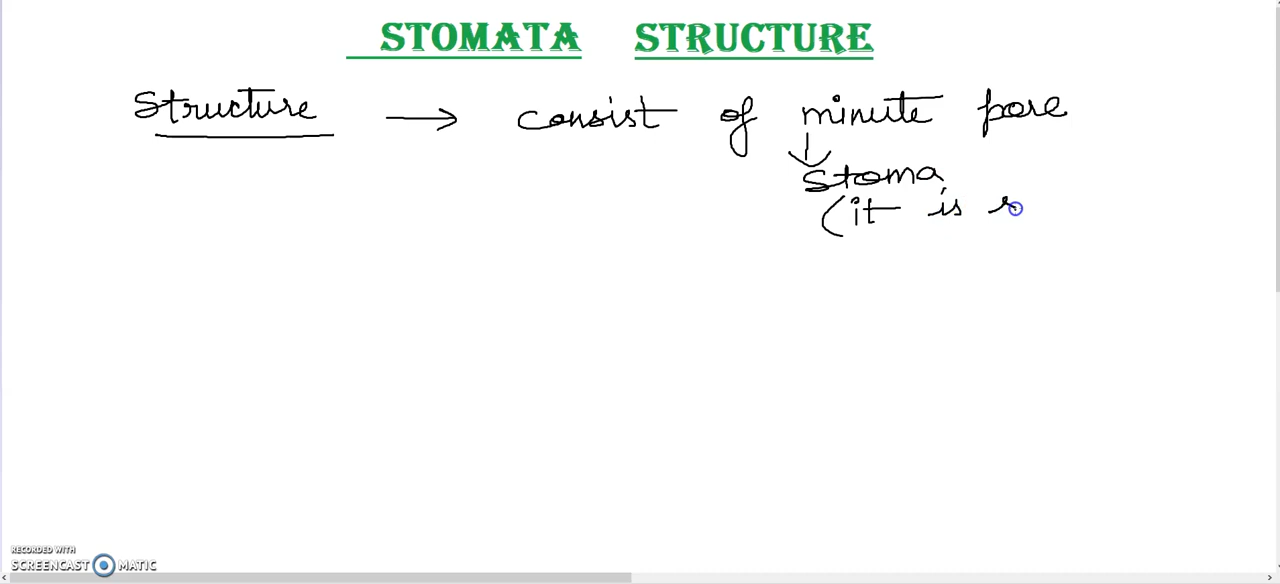 STOMATA STRUCTURE
Structure → consist of minute pore
↓
Stoma
(it is
RECORDED WITH
SCREENCAST MATIC